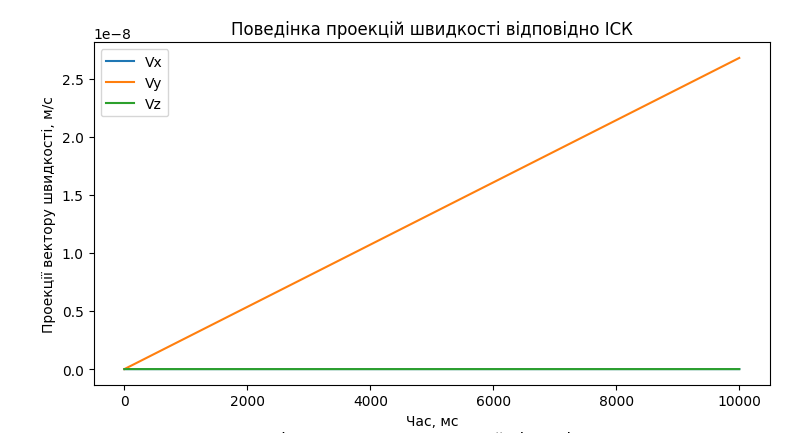 Поведінка проекцій швидкості відповідно ІСК
1e−8
Vx
Vy
Vz
2.5
2.0
1.5
1.0
0.5
0.0
Проекції вектору швидкості, м/с
0 2000 4000 6000 8000 10000
Час, мс